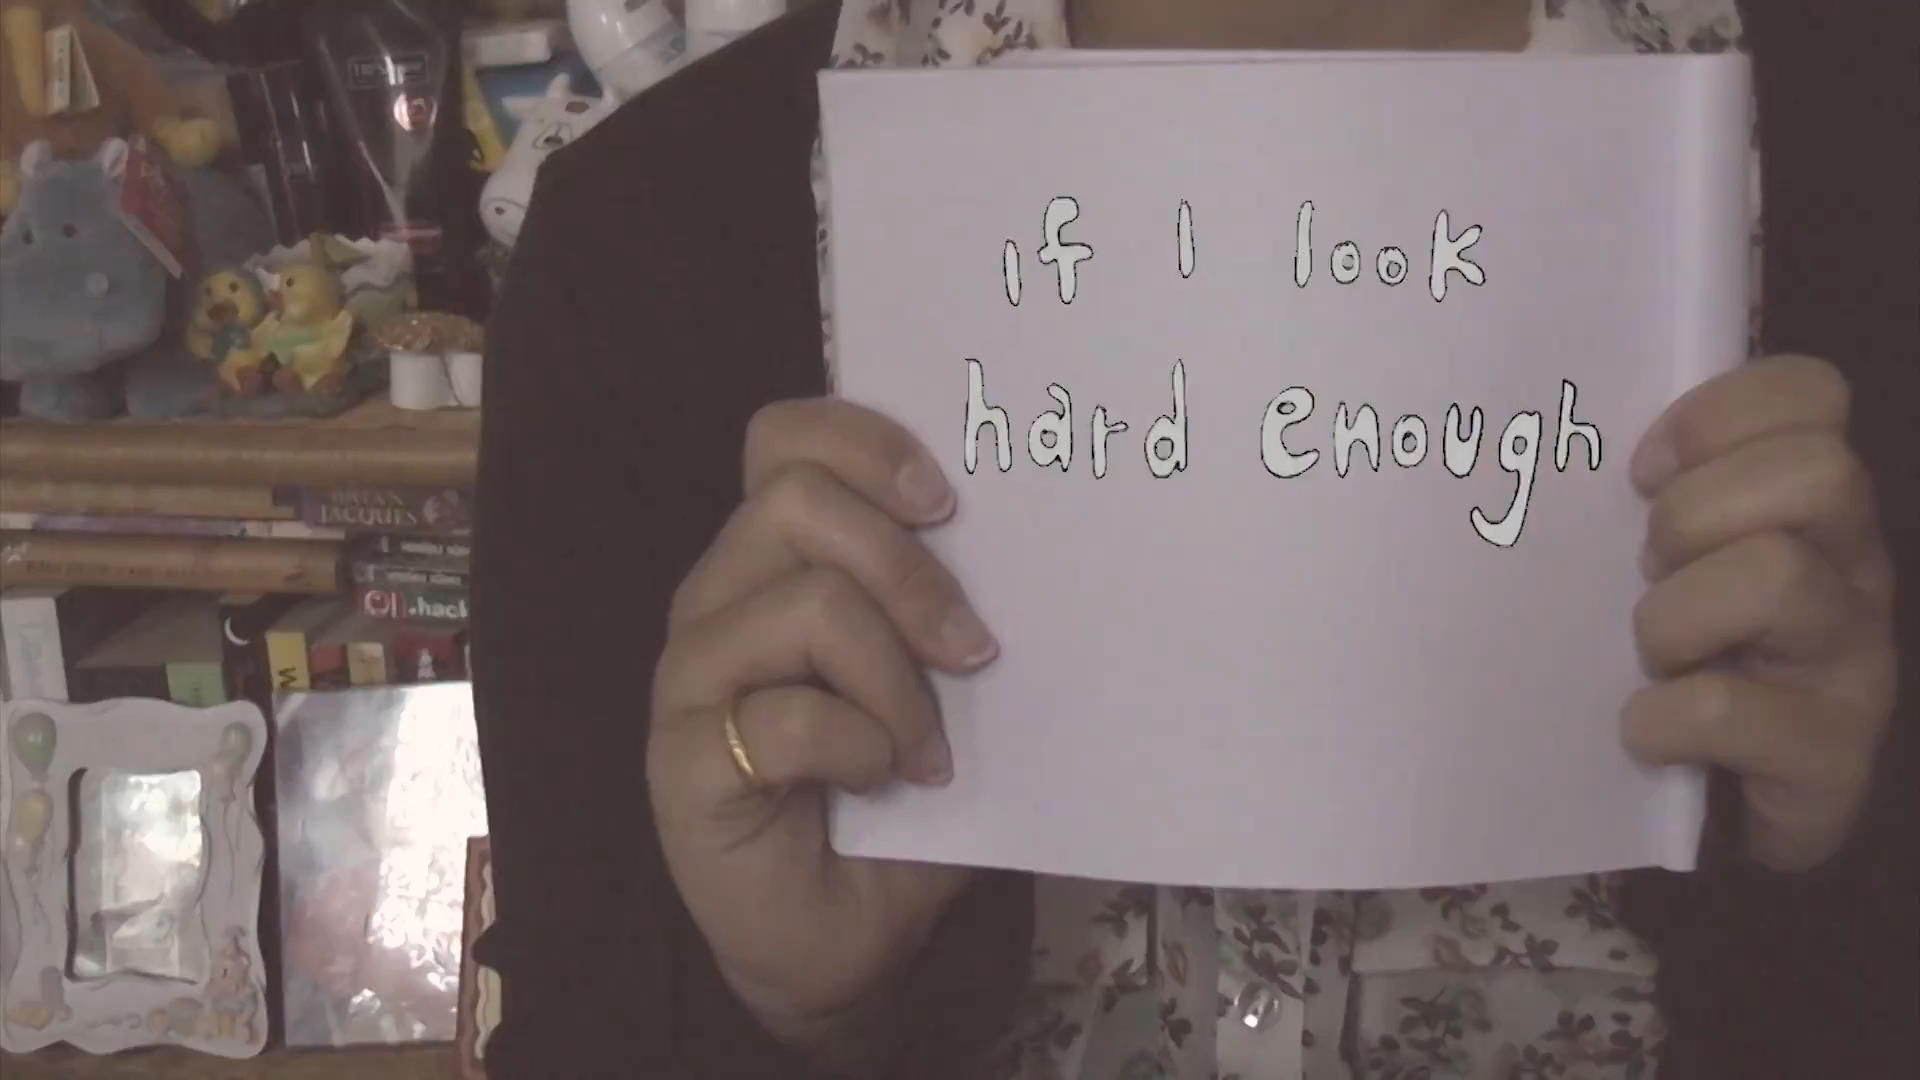 if I look
hard enough
BRIAN
JACQUES
.hack
W